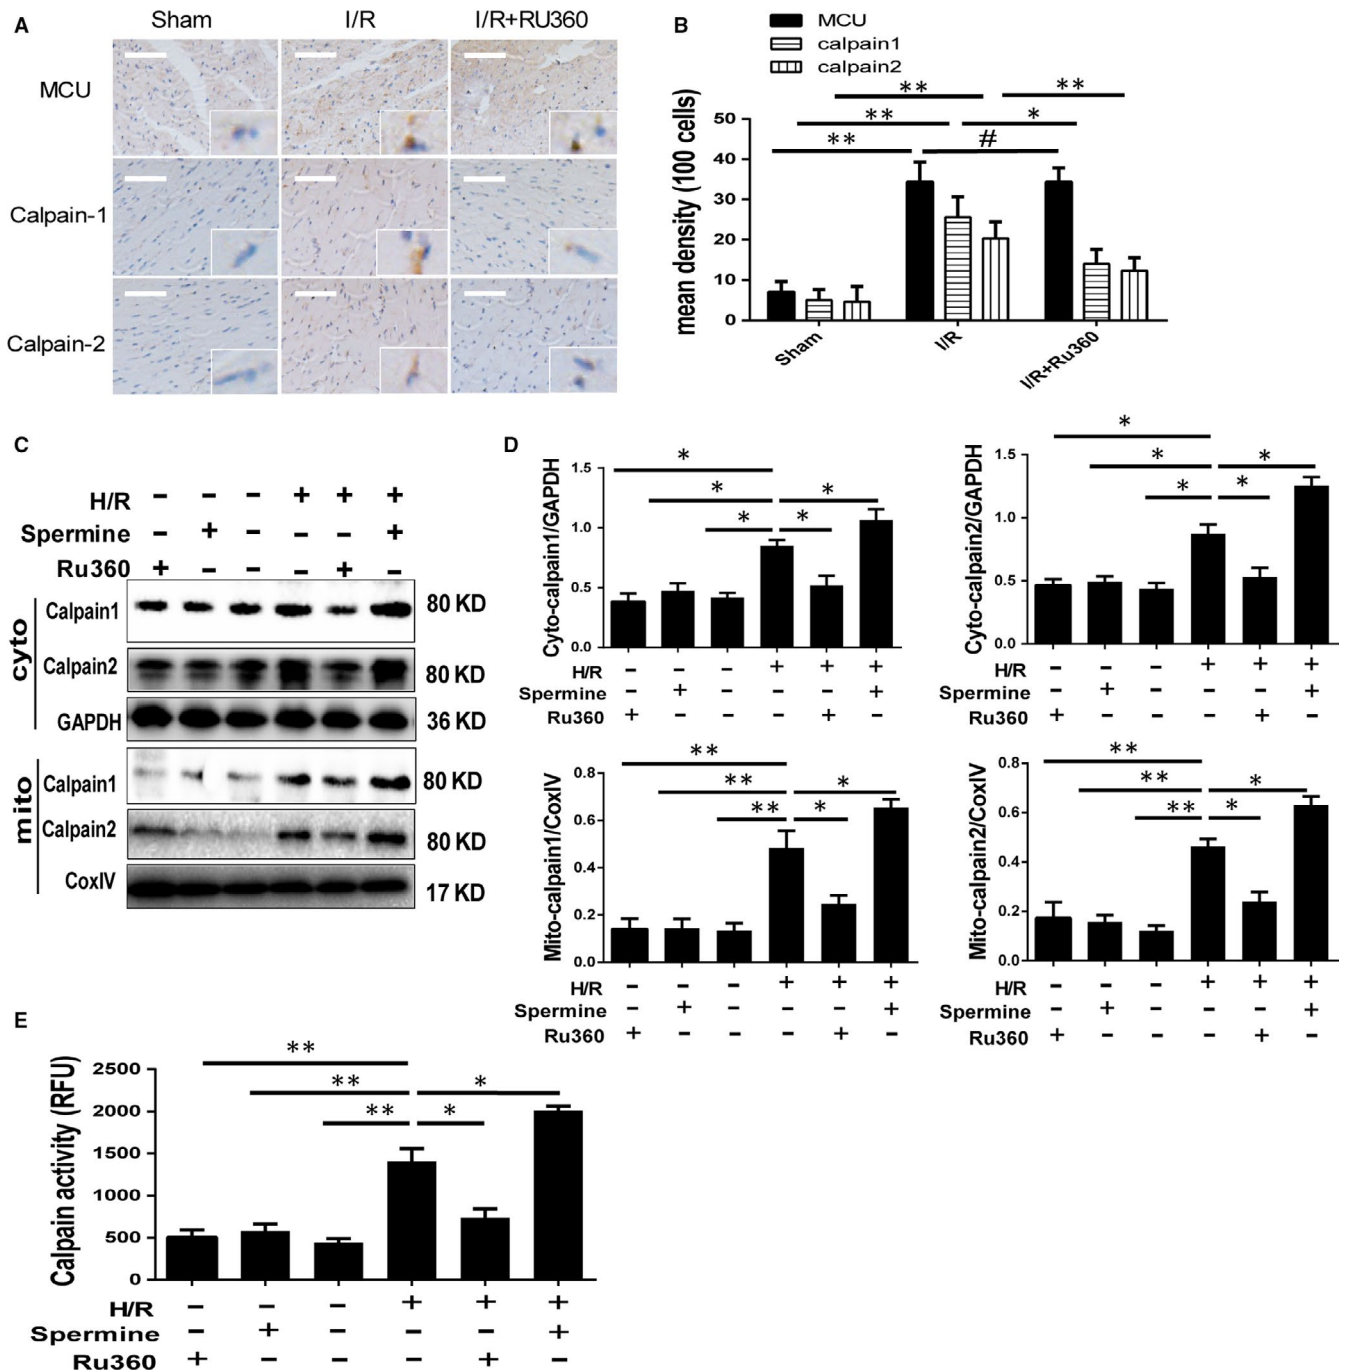 A
Sham I/R I/R+RU360
MCU
Calpain-1
Calpain-2
B
MCU
calpain1
calpain2
** **
** *
** #
mean density (100 cells)
50
40
30
20
10
0
Sham I/R I/R+Ru360
C
H/R – – – + + +
Spermine – + – – – +
Ru360 + – – – + –
cyto
Calpain1 80 KD
Calpain2 80 KD
GAPDH 36 KD
mito
Calpain1 80 KD
Calpain2 80 KD
CoxIV 17 KD
D
*
* *
* *
Cyto-calpain1/GAPDH
1.5
1.0
0.5
0.0
H/R – – – + + +
Spermine – + – – – +
Ru360 + – – – + –
*
* *
* *
Cyto-calpain2/GAPDH
1.5
1.0
0.5
0.0
H/R – – – + + +
Spermine – + – – – +
Ru360 + – – – + –
**
** *
** *
Mito-calpain1/CoxIV
0.8
0.6
0.4
0.2
0.0
H/R – – – + + +
Spermine – + – – – +
Ru360 + – – – + –
**
** *
** *
Mito-calpain2/CoxIV
0.8
0.6
0.4
0.2
0.0
H/R – – – + + +
Spermine – + – – – +
Ru360 + – – – + –
E
**
** *
** *
Calpain activity (RFU)
2500
2000
1500
1000
500
0
H/R – – – + + +
Spermine – + – – – +
Ru360 + – – – + –